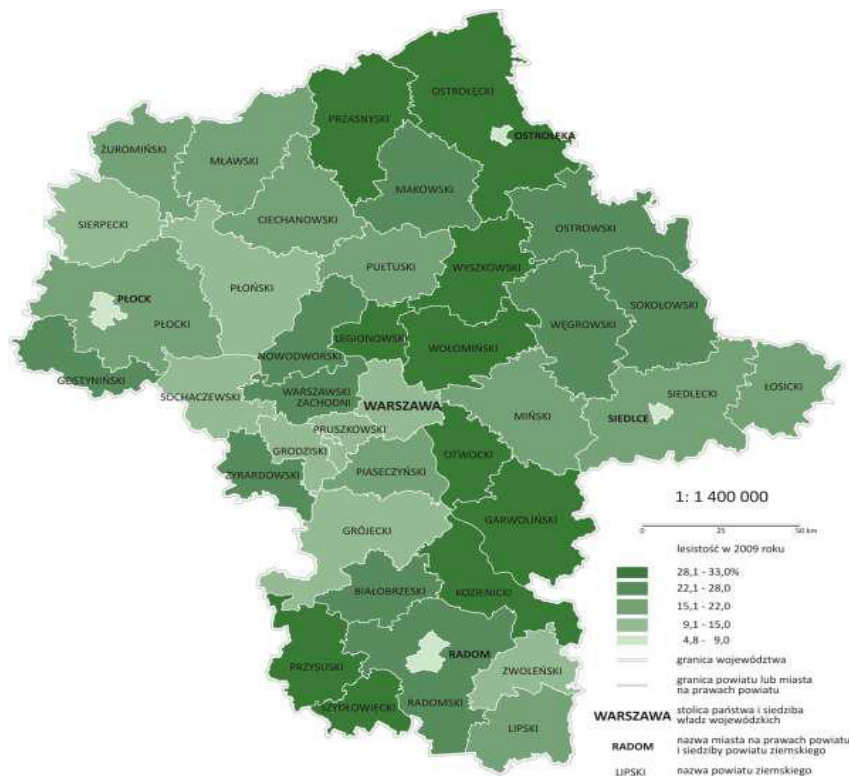 OSTROŁĘCKI
PRZASNYSKI
OSTROŁĘKA
ŻUROMIŃSKI
MŁAWSKI
MAKOWSKI
CIECHANOWSKI
SIERPECKI
OSTROWSKI
PUŁTUSKI
WYSZKOWSKI
PŁOŃSKI
PŁOCK
SOKOŁOWSKI
PŁOCKI
WĘGROWSKI
LEGIONOWSKI
WOŁOMIŃSKI
NOWODWORSKI
GOSTYNIŃSKI
SOCHACZEWSKI
WARSZAWSKI
ZACHODNI
WARSZAWA
SIEDLECKI
ŁOSICKI
MIŃSKI
SIEDLCE
PRUSZKOWSKI
GRODZISKI
OTWOCKI
ŻYRARDOWSKI
PIASECZYŃSKI
1: 1 400 000
GARWOLIŃSKI
GRÓJECKI
0 25 50 km
lesistość w 2009 roku
28,1 - 33,0%
22,1 - 28,0
15,1 - 22,0
9,1 - 15,0
4,8 - 9,0
BIAŁOBRZESKI
KOZIENICKI
RADOM
PRZYSUSKI
ZWOLEŃSKI
SZYDŁOWIECKI
RADOMSKI
LIPSKI
granica województwa
granica powiatu lub miasta
na prawach powiatu
WARSZAWA stolica państwa i siedziba
władz wojewódzkich
RADOM nazwa miasta na prawach powiatu
i siedziby powiatu ziemskiego
LIPSKI nazwa powiatu ziemskiego